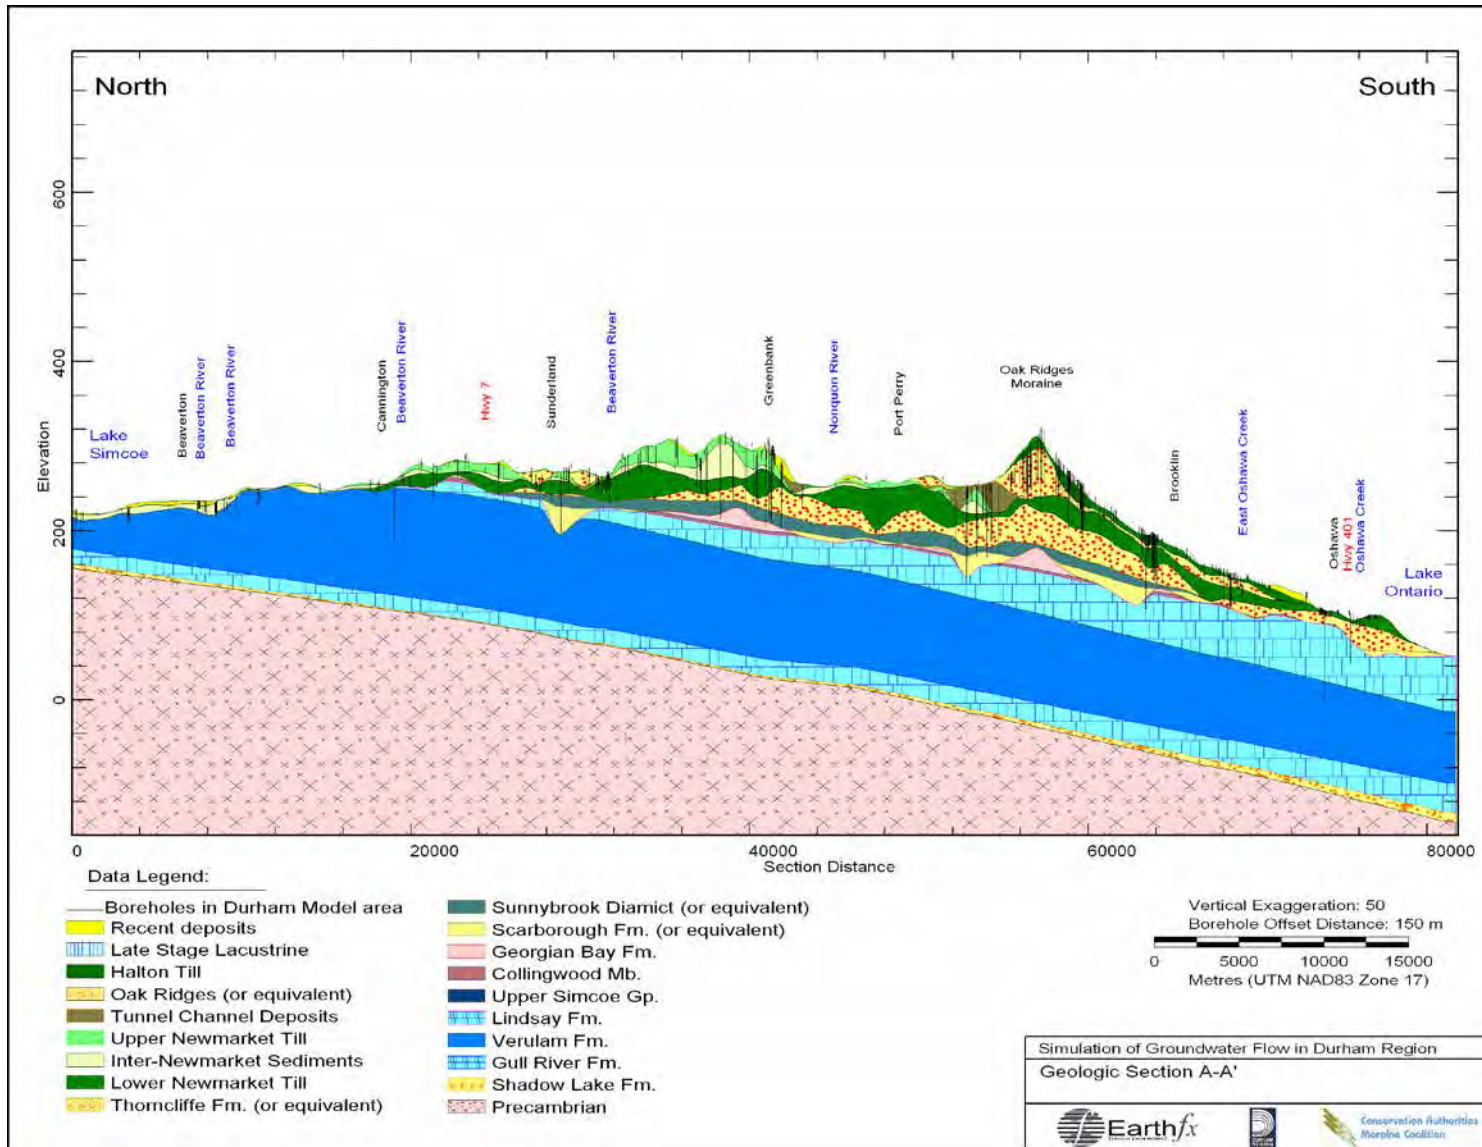 North
South
600
400
200
0
Elevation
Lake
Simcoe
Beaverton
Beaverton River
Beaverton River
Cannington
Beaverton River
Hwy 7
Sunderland
Beaverton River
Greenbank
Nonquon River
Port Perry
Oak Ridges
Moraine
Brooklin
East Oshawa Creek
Oshawa
Hwy 401
Oshawa Creek
Lake
Ontario
0
20000
40000
60000
80000
Section Distance
Data Legend:
Boreholes in Durham Model area
Recent deposits
Late Stage Lacustrine
Halton Till
Oak Ridges (or equivalent)
Tunnel Channel Deposits
Upper Newmarket Till
Inter-Newmarket Sediments
Lower Newmarket Till
Thorncliffe Fm. (or equivalent)
Sunnybrook Diamict (or equivalent)
Scarborough Fm. (or equivalent)
Georgian Bay Fm.
Collingwood Mb.
Upper Simcoe Gp.
Lindsay Fm.
Verulam Fm.
Gull River Fm.
Shadow Lake Fm.
Precambrian
Vertical Exaggeration: 50
Borehole Offset Distance: 150 m
0 5000 10000 15000
Metres (UTM NAD83 Zone 17)
Simulation of Groundwater Flow in Durham Region
Geologic Section A-A'
Earthfx
Conservation Authorities
Moraine Coalition